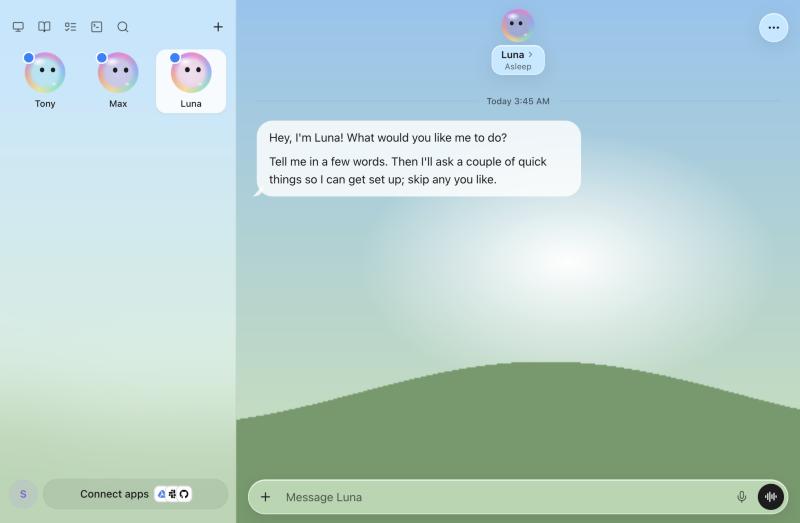 Tony
Max
Luna
Connect apps
S
Luna
Asleep
Today 3:45 AM
Hey, I'm Luna! What would you like me to do?
Tell me in a few words. Then I'll ask a couple of quick
things so I can get set up; skip any you like.
Message Luna